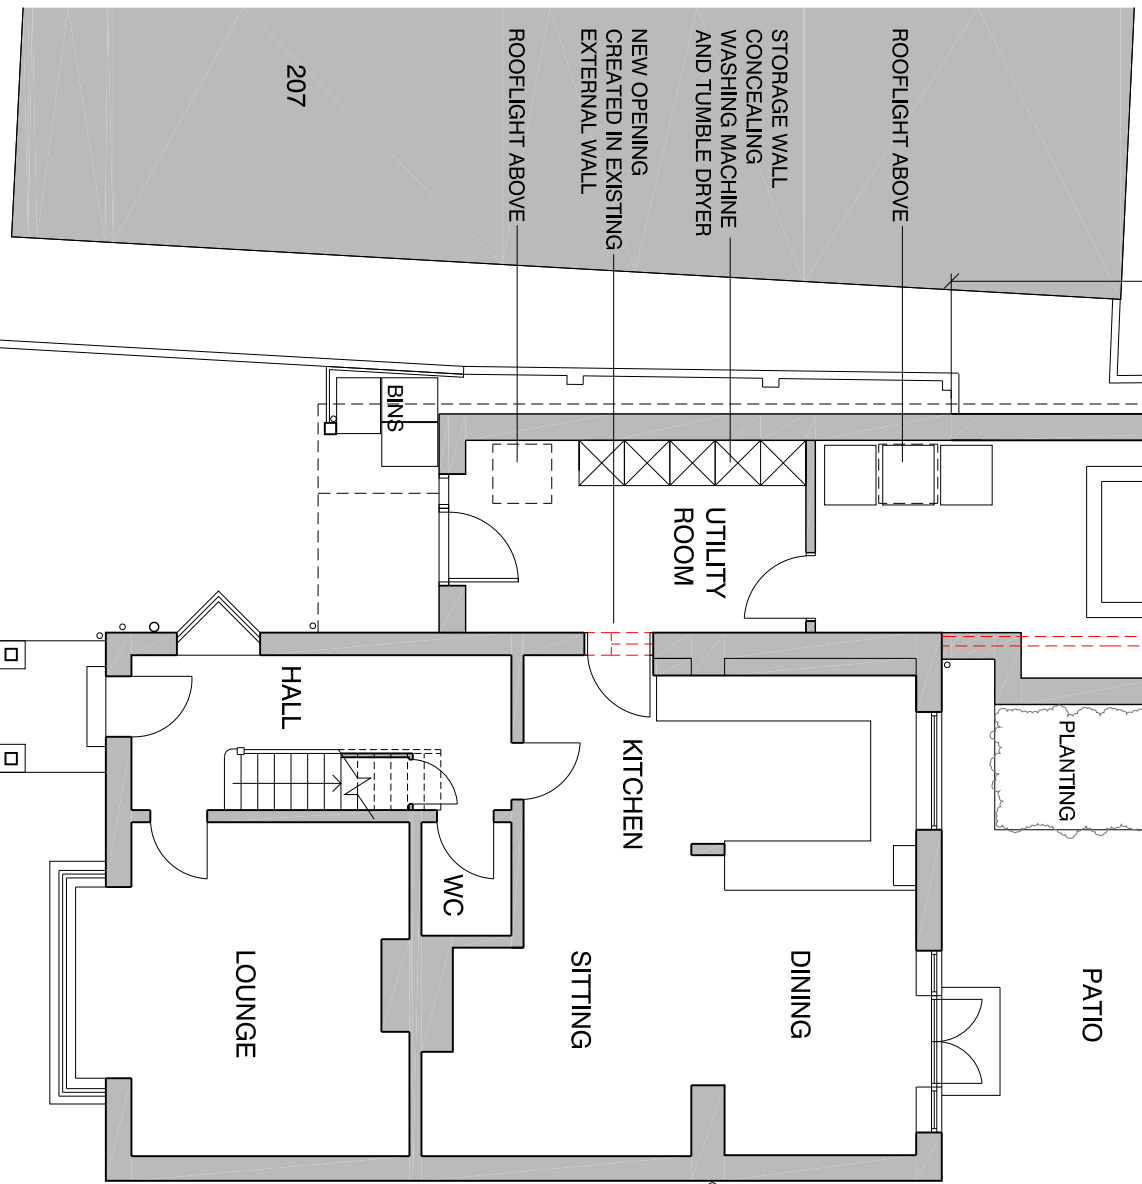 ROOFLIGHT ABOVE
STORAGE WALL
CONCEALING
WASHING MACHINE
AND TUMBLE DRYER
NEW OPENING
CREATED IN EXISTING
EXTERNAL WALL
ROOFLIGHT ABOVE
207
BINS
UTILITY
ROOM
PLANTING
HALL
KITCHEN
WC
PATIO
DINING
SITTING
LOUNGE